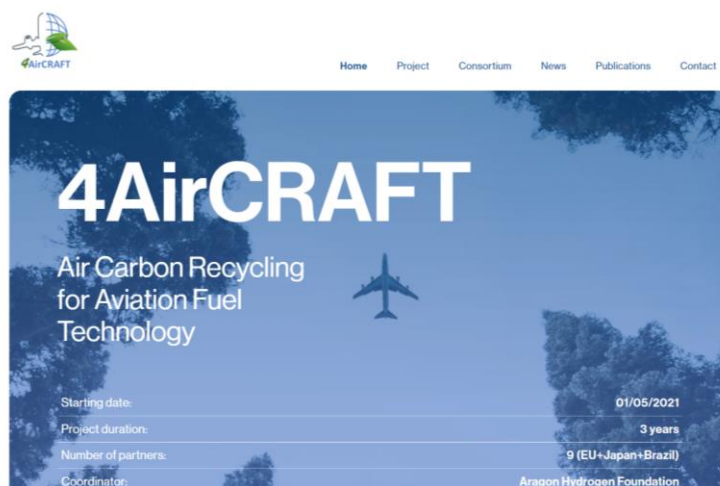 4AirCRAFT
Home Project Consortium News Publications Contact
4AirCRAFT
Air Carbon Recycling
for Aviation Fuel
Technology
Starting date: 01/05/2021
Project duration: 3 years
Number of partners: 9 (EU+Japan+Brazil)
Coordinator: Aragon Hydrogen Foundation